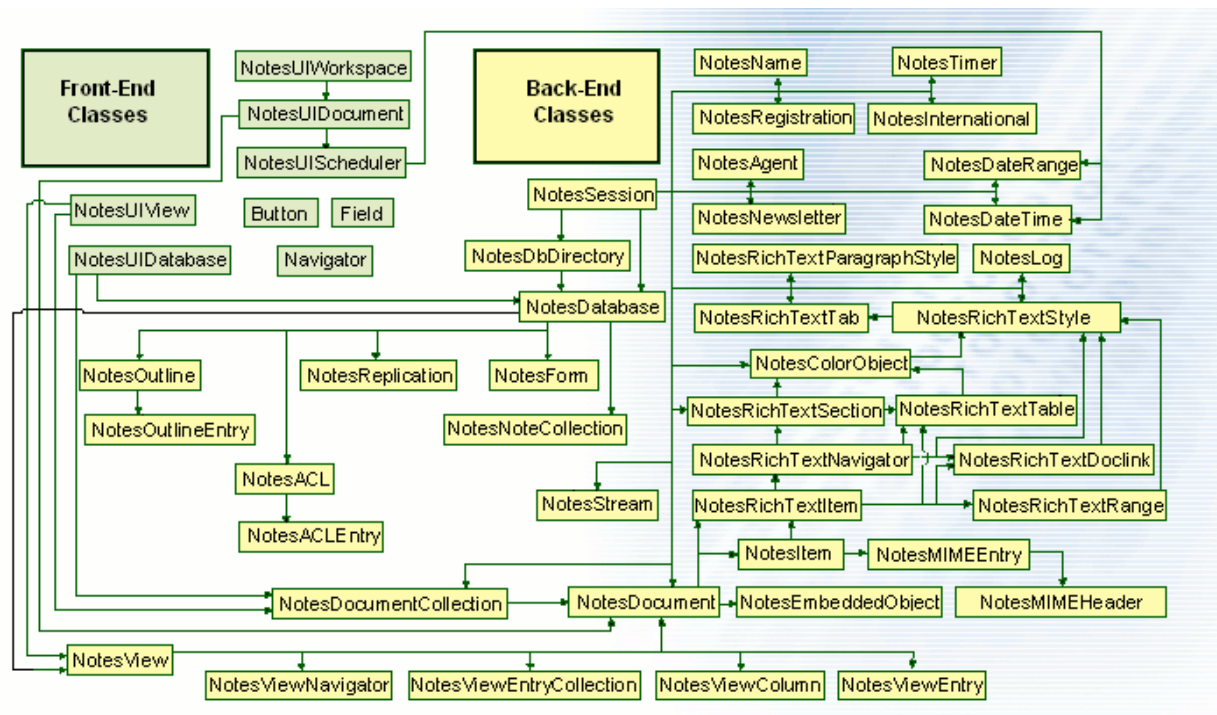 Front-End
Classes
NotesUIWorkspace
NotesUIDocument
NotesUIScheduler
Back-End
Classes
NotesName
NotesTimer
NotesRegistration
NotesInternational
NotesAgent
NotesDateRange
NotesSession
NotesUIView
Button
Field
NotesNewsletter
NotesDateTime
NotesUIDatabase
Navigator
NotesDbDirectory
NotesRichTextParagraphStyle
NotesLog
NotesDatabase
NotesRichTextTab
NotesRichTextStyle
NotesOutline
NotesReplication
NotesForm
NotesColorObject
NotesOutlineEntry
NotesNoteCollection
NotesRichTextSection
NotesRichTextTable
NotesRichTextNavigator
NotesRichTextDoclink
NotesACL
NotesStream
NotesRichTextItem
NotesRichTextRange
NotesACLEntry
NotesItem
NotesMIMEEntry
NotesDocumentCollection
NotesDocument
NotesEmbeddedObject
NotesMIMEHeader
NotesView
NotesViewNavigator
NotesViewEntryCollection
NotesViewColumn
NotesViewEntry